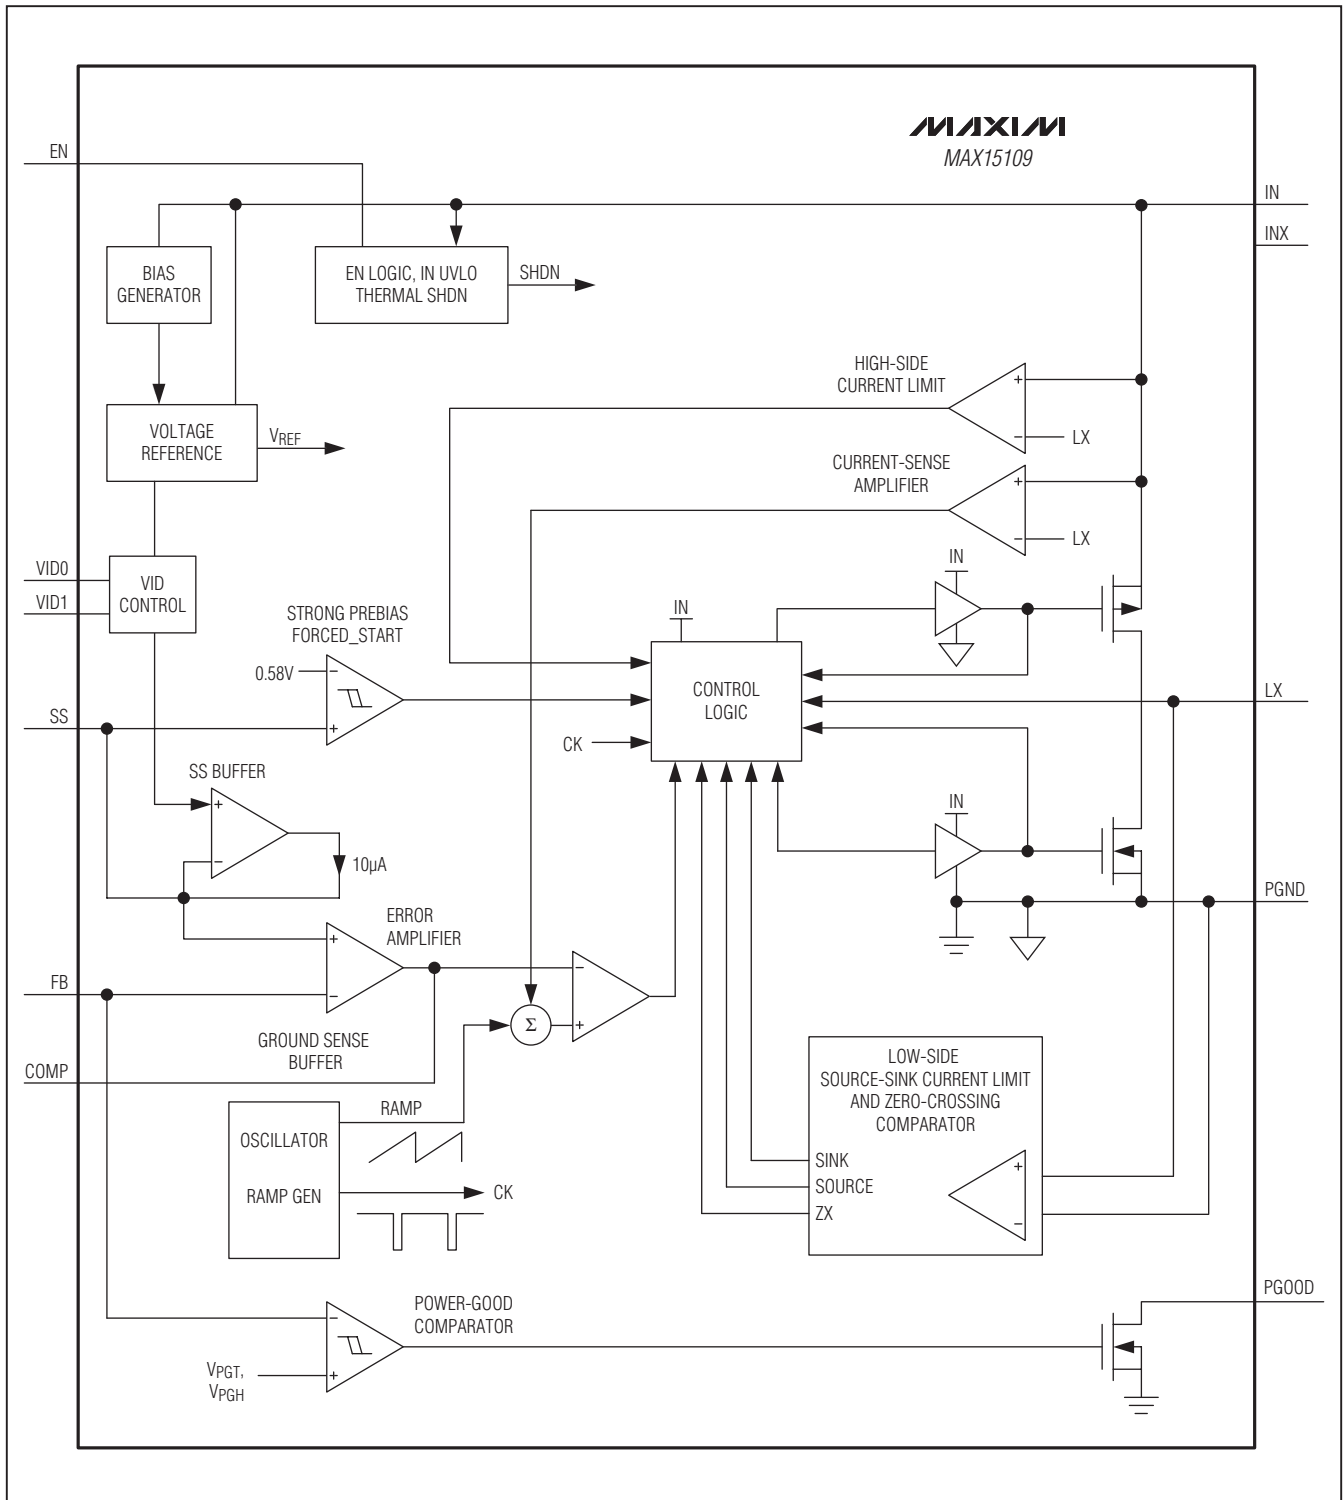 MAXIM
MAX15109
EN
IN
INX
BIAS
GENERATOR
EN LOGIC, IN UVLO
THERMAL SHDN
SHDN
HIGH-SIDE
CURRENT LIMIT
+
−
LX
VOLTAGE
REFERENCE
VREF
CURRENT-SENSE
AMPLIFIER
+
−
LX
VID0
VID1
VID
CONTROL
STRONG PREBIAS
FORCED_START
0.58V
−
+
IN
IN
CONTROL
LOGIC
CK
LX
SS
SS BUFFER
+
−
10µA
IN
PGND
ERROR
AMPLIFIER
+
−
FB
−
+
Σ
GROUND SENSE
BUFFER
COMP
OSCILLATOR
RAMP GEN
RAMP
CK
LOW-SIDE
SOURCE-SINK CURRENT LIMIT
AND ZERO-CROSSING
COMPARATOR
SINK
SOURCE
ZX
+
−
POWER-GOOD
COMPARATOR
−
+
VPGT,
VPGH
PGOOD